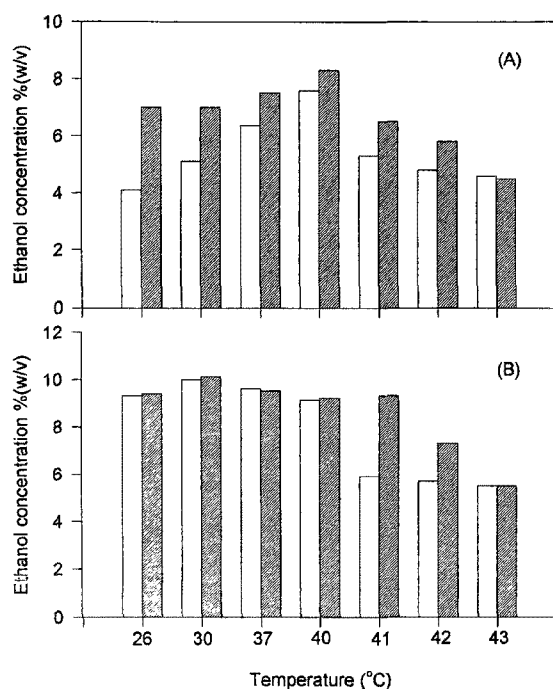 10
8
6
4
2
0
Ethanol concentration %(w/v)
(A)
12
10
8
6
4
2
0
Ethanol concentration %(w/v)
(B)
26 30 37 40 41 42 43
Temperature (°C)